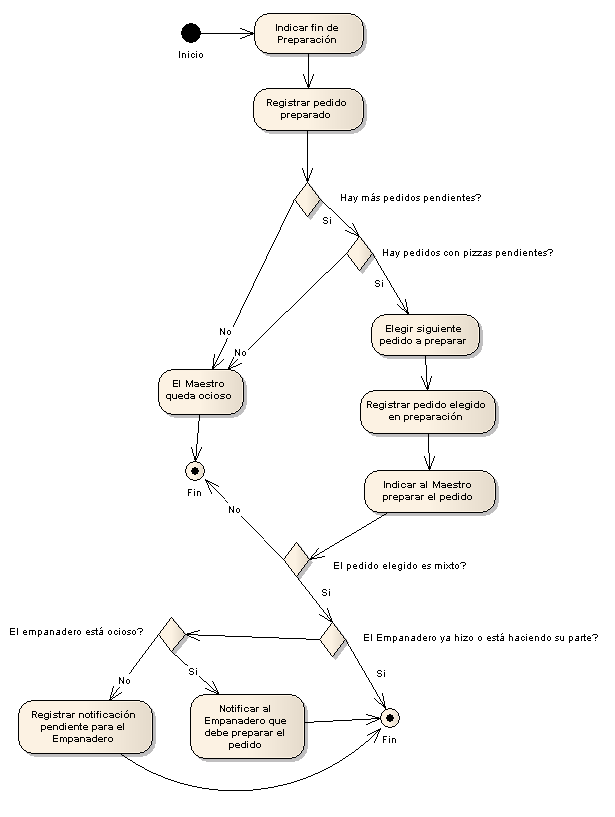 Indicar fin de
Preparación
Inicio
Registrar pedido
preparado
Hay más pedidos pendientes?
Si
Hay pedidos con pizzas pendientes?
Si
Elegir siguiente
pedido a preparar
No
No
El Maestro
queda ocioso
Registrar pedido elegido
en preparación
Indicar al Maestro
preparar el pedido
Fin
No
El pedido elegido es mixto?
Si
El empanadero está ocioso?
El Empanadero ya hizo o está haciendo su parte?
Si
No
Si
Registrar notificación
pendiente para el
Empanadero
Notificar al
Empanadero que
debe preparar el
pedido
Fin